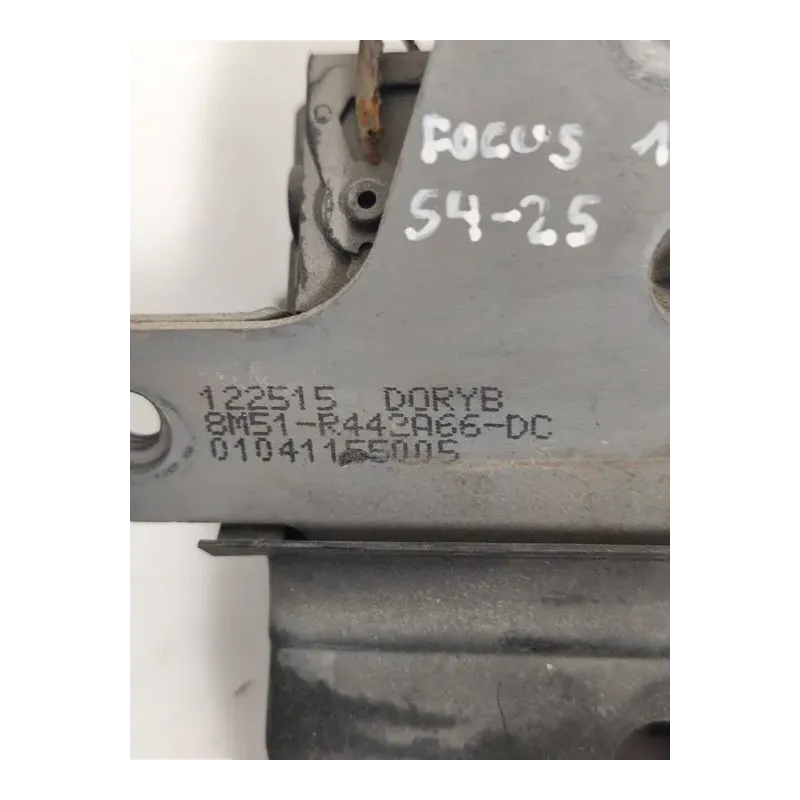 FOCUS 1
54-25
122515 DORYB
8M51-R442A66-DC
01041155005